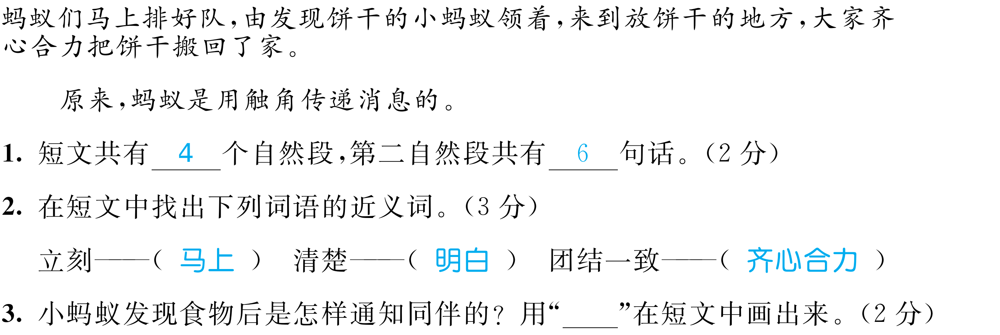 蚂蚁们马上排好队,由发现饼干的小蚂蚁领着,来到放饼干的地方,大家齐
心合力把饼干搬回了家。
原来,蚂蚁是用触角传递消息的。
1. 短文共有 4 个自然段,第二自然段共有 6 句话。(2 分)
2. 在短文中找出下列词语的近义词。(3 分)
立刻——( 马上 ) 清楚——( 明白 ) 团结一致——( 齐心合力 )
3. 小蚂蚁发现食物后是怎样通知同伴的? 用“____”在短文中画出来。(2 分)